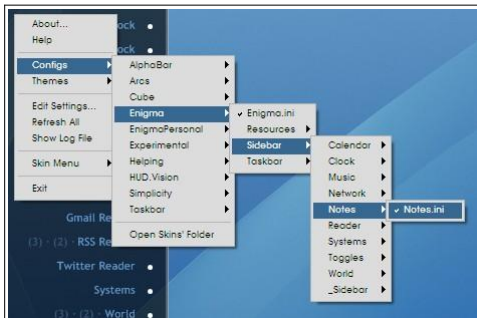 About...
Help
Configs
Themes
Edit Settings...
Refresh All
Show Log File
Skin Menu
Exit
ock
ock
AlphaBar
Arcs
Cube
Enigma
EnigmaPersonal
Experimental
Helping
HUD.Vision
Simplicity
Taskbar
Open Skins' Folder
Enigma.ini
Resources
Sidebar
Taskbar
Calendar
Clock
Music
Network
Notes
Reader
Systems
Toggles
World
_Sidebar
Notes.ini
Gmail Re
(3) · (2) · RSS Re
Twitter Reader
Systems
(3) · (2) · World